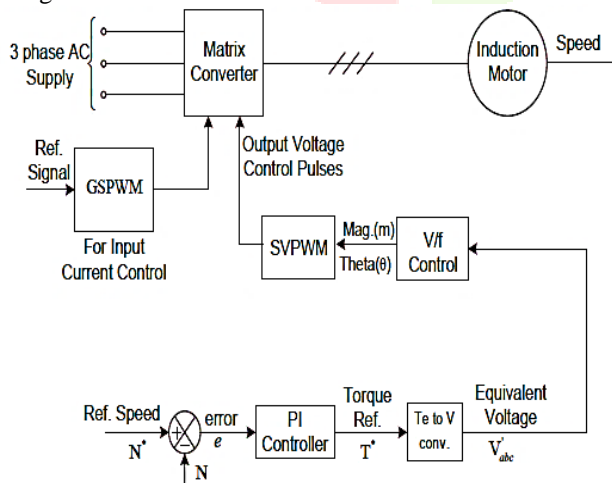 3 phase AC
Supply
Matrix
Converter
Induction
Motor
Speed
Ref.
Signal
GSPWM
For Input
Current Control
Output Voltage
Control Pulses
SVPWM
Mag.(m)
Theta(θ)
V/f
Control
Ref. Speed
N*
error
e
N
PI
Controller
Torque
Ref.
T*
Te to V
conv.
Equivalent
Voltage
V'abc